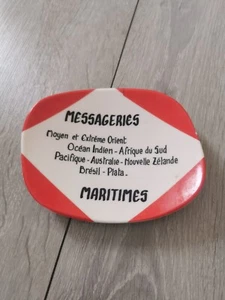 MESSAGERIES
Moyen et Extrême Orient
Océan Indien - Afrique du Sud
Pacifique - Australie - Nouvelle Zélande
Brésil - Plata.
MARITIMES